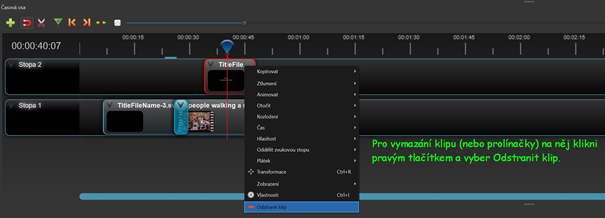 Časová osa
00:00:40:07
00:00:15
00:00:30
00:00:45
00:01:00
00:01:15
00:01:30
00:01:45
00:02:00
00:02:15
Stopa 2
TitleFile
Stopa 1
TitleFileName-3.s
people walking a
Kopírovat
Ztlumení
Animovat
Otočit
Rozložení
Čas
Hlasitost
Oddělit zvukovou stopu
Plátek
Transformace Ctrl+R
Zobrazení
Vlastnosti Ctrl+I
Odstranit klip
Pro vymazání klipu (nebo prolínačky) na něj klikni
pravým tlačítkem a vyber Odstranit klip.